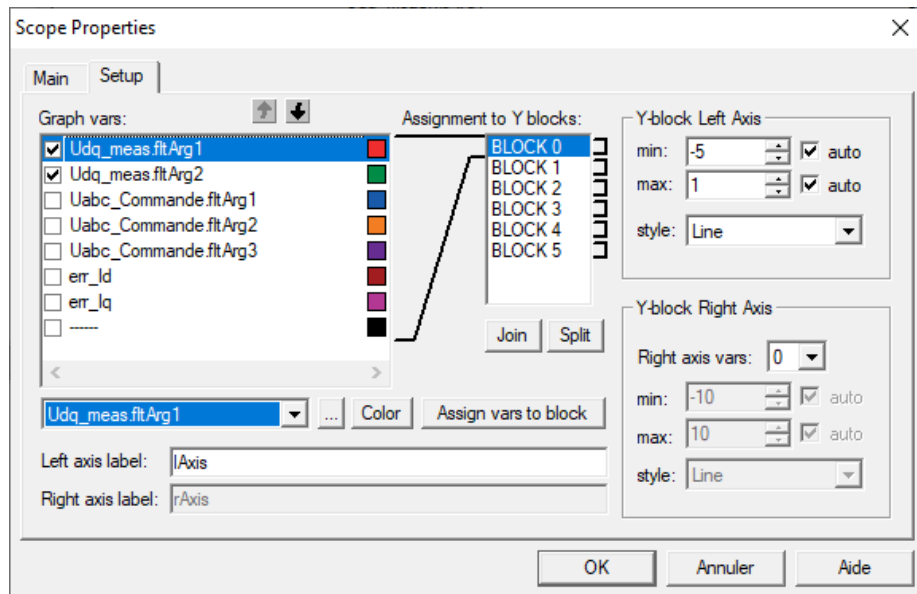 Scope Properties
Main
Setup
Graph vars:
Assignment to Y blocks:
Udq_meas.fltArg1
Udq_meas.fltArg2
Uabc_Commande.fltArg1
Uabc_Commande.fltArg2
Uabc_Commande.fltArg3
err_Id
err_Iq
------
BLOCK 0
BLOCK 1
BLOCK 2
BLOCK 3
BLOCK 4
BLOCK 5
Join
Split
Udq_meas.fltArg1
...
Color
Assign vars to block
Left axis label:
lAxis
Right axis label:
rAxis
Y-block Left Axis
min:
-5
auto
max:
1
auto
style:
Line
Y-block Right Axis
Right axis vars:
0
min:
-10
auto
max:
10
auto
style:
Line
OK
Annuler
Aide